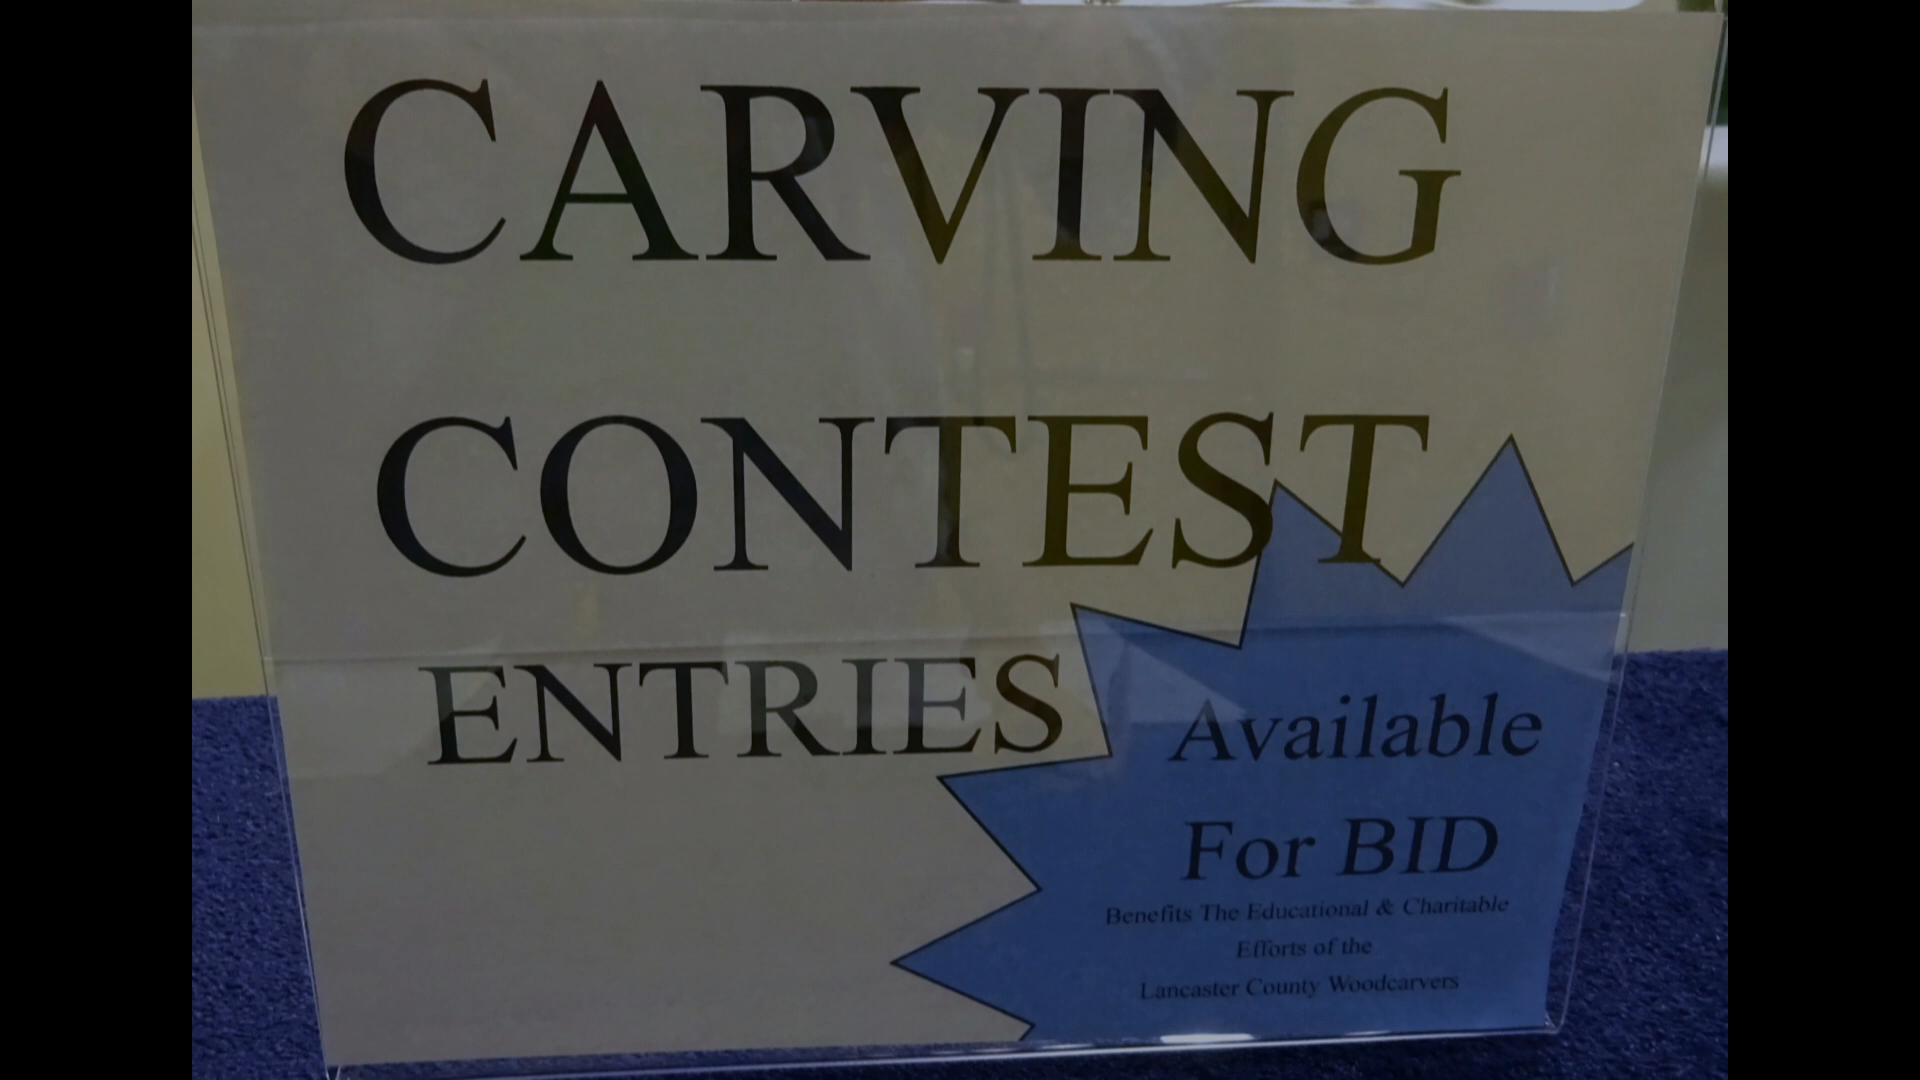 CARVING
CONTEST
ENTRIES
Available
For BID
Benefits The Educational & Charitable
Efforts of the
Lancaster County Woodcarvers